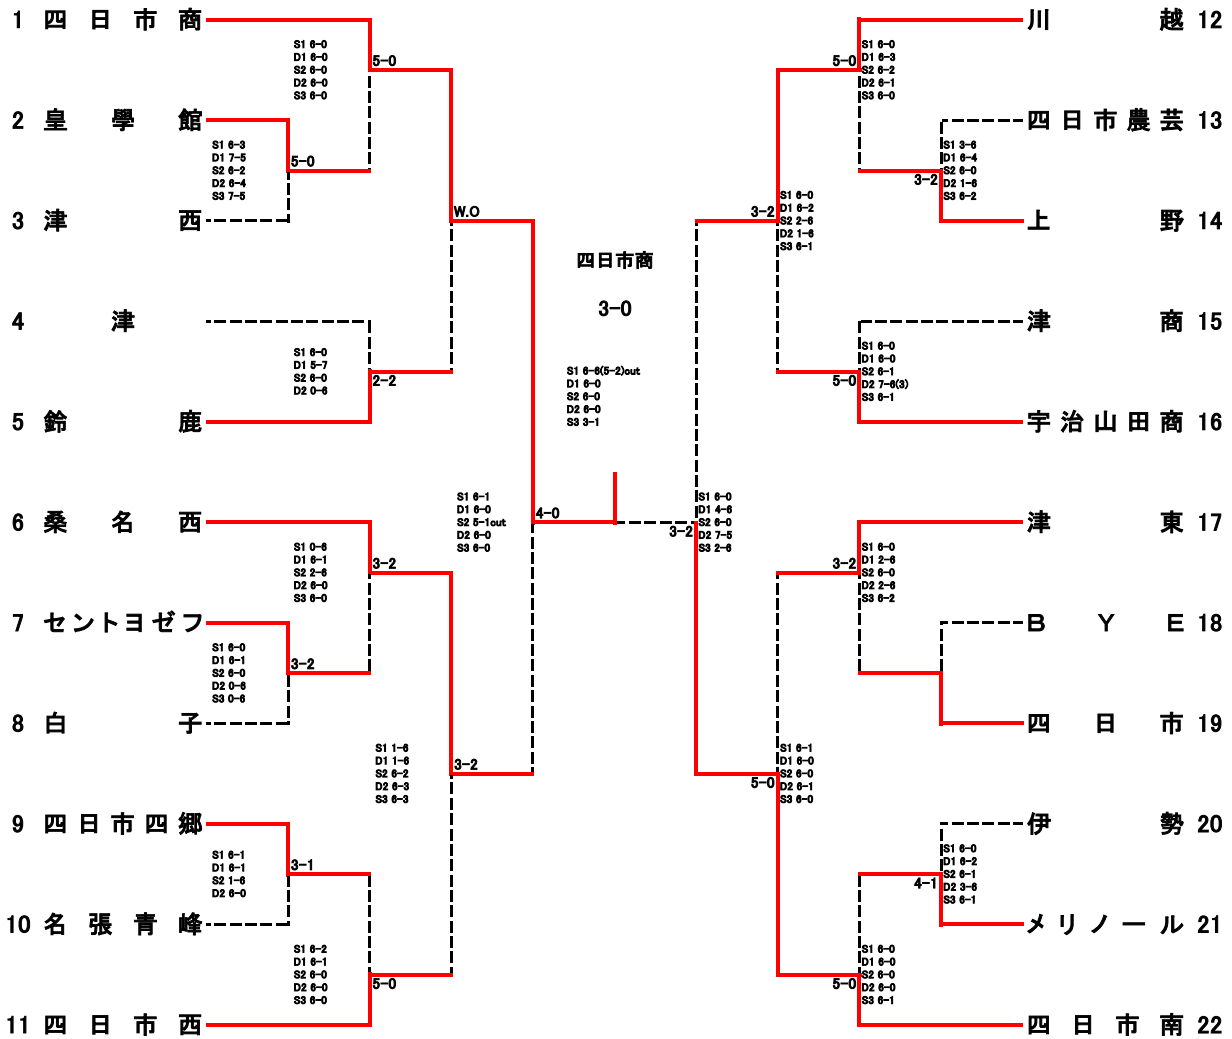 1 四日市商
S1 6-0
D1 6-0
S2 6-0
D2 6-0
S3 6-0
5-0
2 皇學館
S1 6-3
D1 7-5
S2 6-2
D2 6-4
S3 7-5
5-0
3 津西
W.O
4 津
S1 6-0
D1 5-7
S2 6-0
D2 0-6
2-2
5 鈴鹿
S1 6-1
D1 6-0
S2 5-1out
D2 6-0
S3 6-0
4-0
6 桑名西
S1 0-6
D1 6-1
S2 2-6
D2 6-0
S3 6-0
3-2
7 セントヨゼフ
S1 6-0
D1 6-1
S2 6-0
D2 0-6
S3 0-6
3-2
8 白子
S1 1-6
D1 1-6
S2 6-2
D2 6-3
S3 6-3
3-2
9 四日市四郷
S1 6-1
D1 6-1
S2 1-6
D2 6-0
3-1
10 名張青峰
S1 6-2
D1 6-1
S2 6-0
D2 6-0
S3 6-0
5-0
11 四日市西
四日市商
3-0
S1 6-6(5-2)out
D1 6-0
S2 6-0
D2 6-0
S3 3-1
川越 12
5-0
S1 6-0
D1 6-3
S2 6-2
D2 6-1
S3 6-0
四日市農芸 13
S1 3-6
D1 6-4
S2 6-0
D2 1-6
S3 6-2
3-2
上野 14
3-2
S1 6-0
D1 6-2
S2 2-6
D2 1-6
S3 6-1
津商 15
S1 6-0
D1 6-0
S2 6-1
D2 7-6(3)
S3 6-1
5-0
宇治山田商 16
S1 6-0
D1 4-6
S2 6-0
D2 7-5
S3 2-6
3-2
津東 17
3-2
S1 6-0
D1 2-6
S2 6-0
D2 2-6
S3 6-2
BYE 18
四日市 19
S1 6-1
D1 6-0
S2 6-0
D2 6-1
S3 6-0
5-0
伊勢 20
S1 6-0
D1 6-2
S2 6-1
D2 3-6
S3 6-1
4-1
メリノール 21
S1 6-0
D1 6-0
S2 6-0
D2 6-0
S3 6-1
5-0
四日市南 22